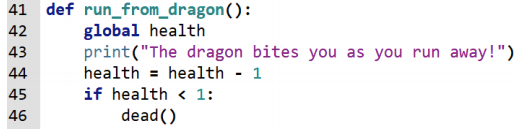 41 def run_from_dragon():
42     global health
43     print("The dragon bites you as you run away!")
44     health = health - 1
45     if health < 1:
46         dead()